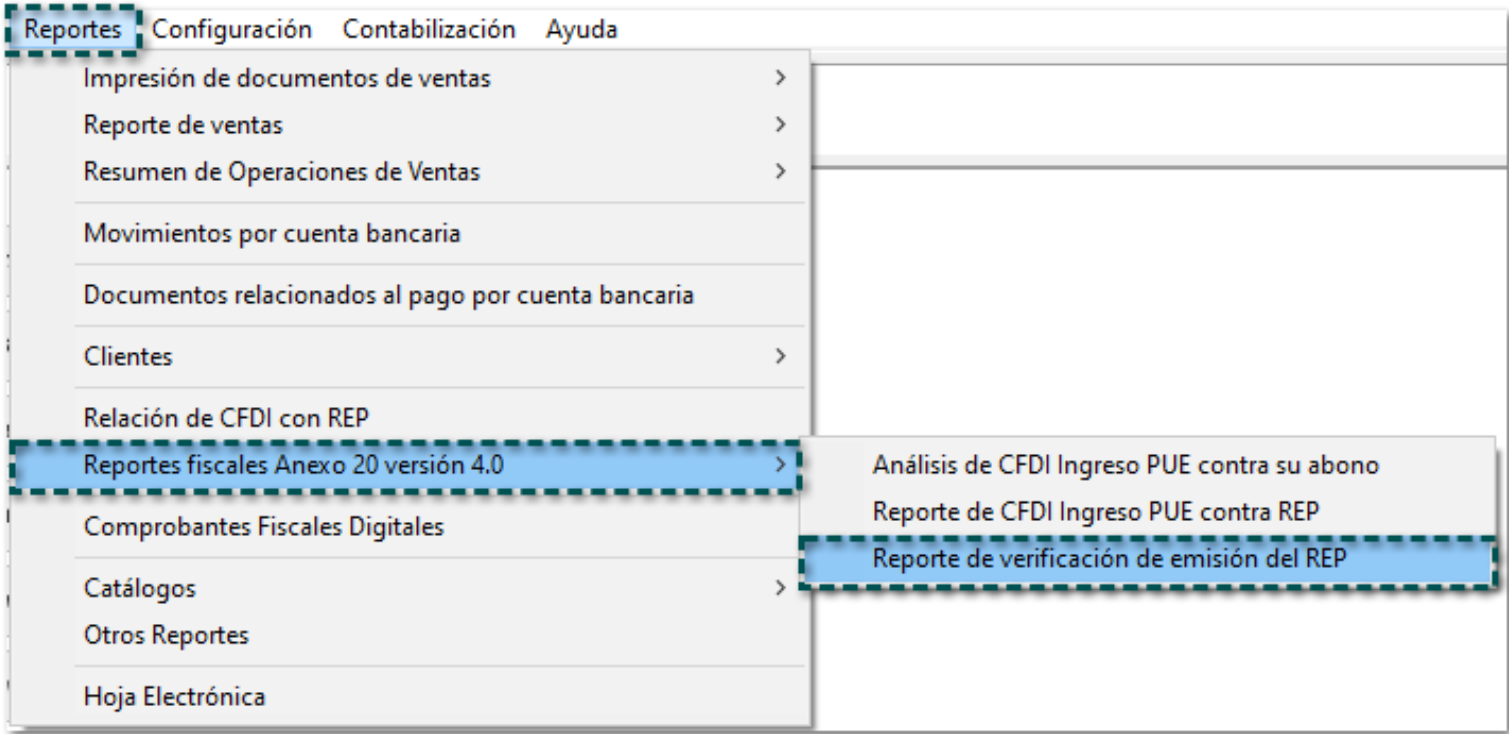 Reportes Configuración Contabilización Ayuda
Impresión de documentos de ventas
Reporte de ventas
Resumen de Operaciones de Ventas
Movimientos por cuenta bancaria
Documentos relacionados al pago por cuenta bancaria
Clientes
Relación de CFDI con REP
Reportes fiscales Anexo 20 versión 4.0
Análisis de CFDI Ingreso PUE contra su abono
Reporte de CFDI Ingreso PUE contra REP
Reporte de verificación de emisión del REP
Comprobantes Fiscales Digitales
Catálogos
Otros Reportes
Hoja Electrónica